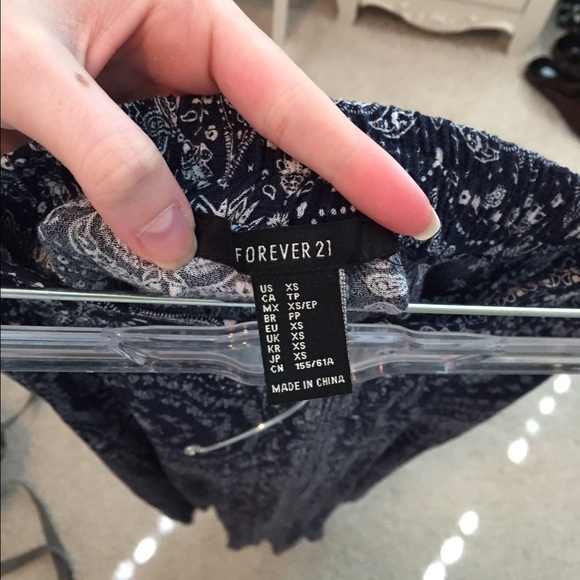 FOREVER 21
US XS
CA TP
MX XS/EP
BR PP
EU XS
UK XS
KR XS
JP XS
CN 155/61A
MADE IN CHINA